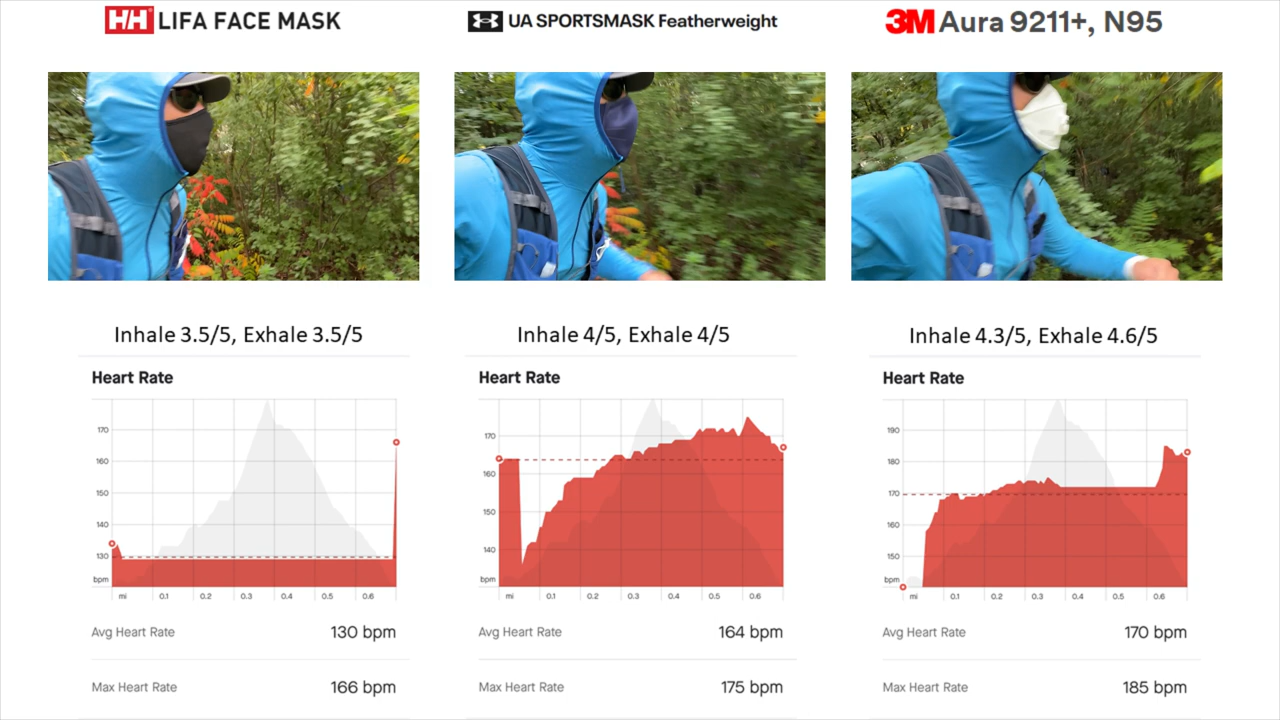 HH LIFA FACE MASK
UA SPORTSMASK Featherweight
3M Aura 9211+, N95
Inhale 3.5/5, Exhale 3.5/5
Heart Rate
170
160
150
140
130
bpm
mi 0.1 0.2 0.3 0.4 0.5 0.6
Avg Heart Rate 130 bpm
Max Heart Rate 166 bpm
Inhale 4/5, Exhale 4/5
Heart Rate
170
160
150
140
bpm
mi 0.1 0.2 0.3 0.4 0.5 0.6
Avg Heart Rate 164 bpm
Max Heart Rate 175 bpm
Inhale 4.3/5, Exhale 4.6/5
Heart Rate
190
180
170
160
150
bpm
mi 0.1 0.2 0.3 0.4 0.5 0.6
Avg Heart Rate 170 bpm
Max Heart Rate 185 bpm